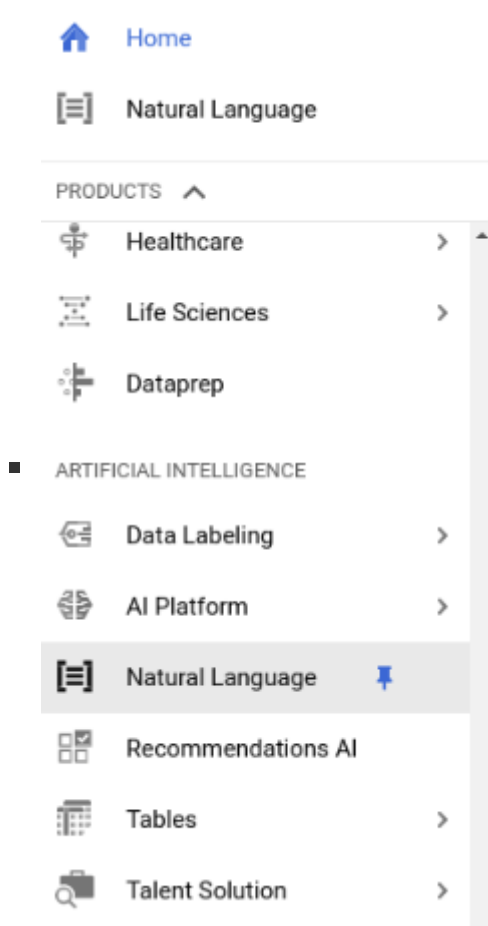 Home
Natural Language
PRODUCTS
Healthcare
Life Sciences
Dataprep
ARTIFICIAL INTELLIGENCE
Data Labeling
AI Platform
Natural Language
Recommendations AI
Tables
Talent Solution